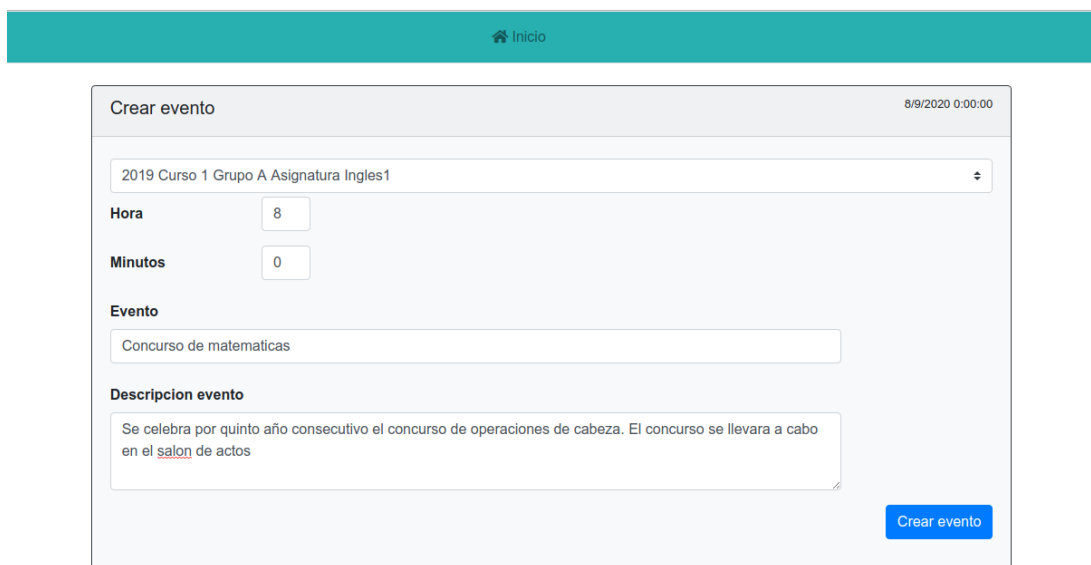 Inicio
Crear evento
8/9/2020 0:00:00
2019 Curso 1 Grupo A Asignatura Ingles1
Hora
8
Minutos
0
Evento
Concurso de matematicas
Descripcion evento
Se celebra por quinto año consecutivo el concurso de operaciones de cabeza. El concurso se llevara a cabo
en el salon de actos
Crear evento